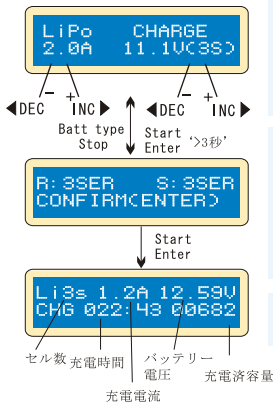 LiPo CHARGE
2.0A 11.1V(3S)
− + − +
◀DEC INC▶ ◀DEC INC▶
Batt type
Stop
Start
Enter '>3秒'
R:3SER S:3SER
CONFIRM(ENTER)
Start
Enter
Li3s 1.2A 12.59V
CHG 022:43 00682
セル数 充電時間 バッテリー
電圧 充電済容量
充電電流